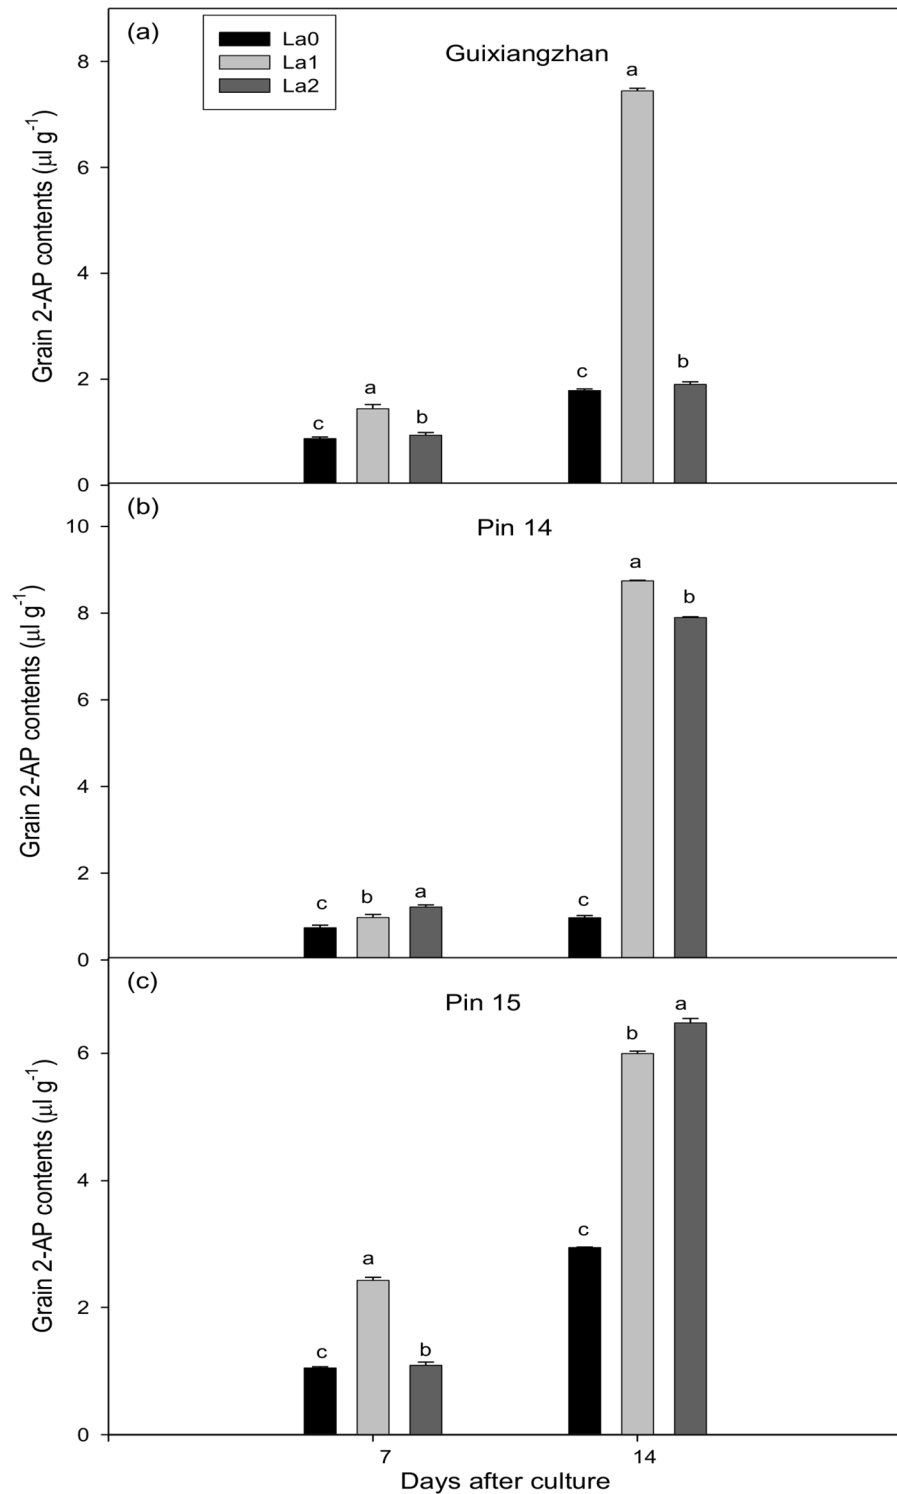 (a)
La0
La1
La2
Guixiangzhan
Grain 2-AP contents (µl g⁻¹)
8
6
4
2
0
c
a
b
c
a
b
(b)
Pin 14
Grain 2-AP contents (µl g⁻¹)
10
8
6
4
2
0
c
b
a
c
a
b
(c)
Pin 15
Grain 2-AP contents (µl g⁻¹)
6
4
2
0
c
a
b
c
b
a
7 14
Days after culture